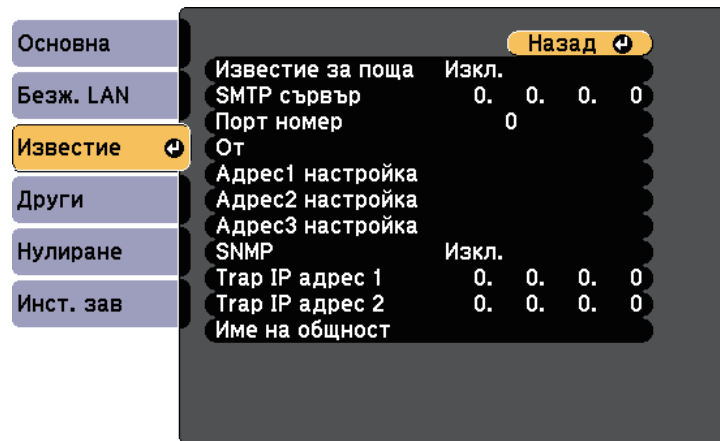 Основна
Безж. LAN
Известие
Други
Нулиране
Инст. зав
Назад
Известие за поща Изкл.
SMTP сървър 0. 0. 0. 0
Порт номер 0
От
Адрес1 настройка
Адрес2 настройка
Адрес3 настройка
SNMP Изкл.
Trap IP адрес 1 0. 0. 0. 0
Trap IP адрес 2 0. 0. 0. 0
Име на общност